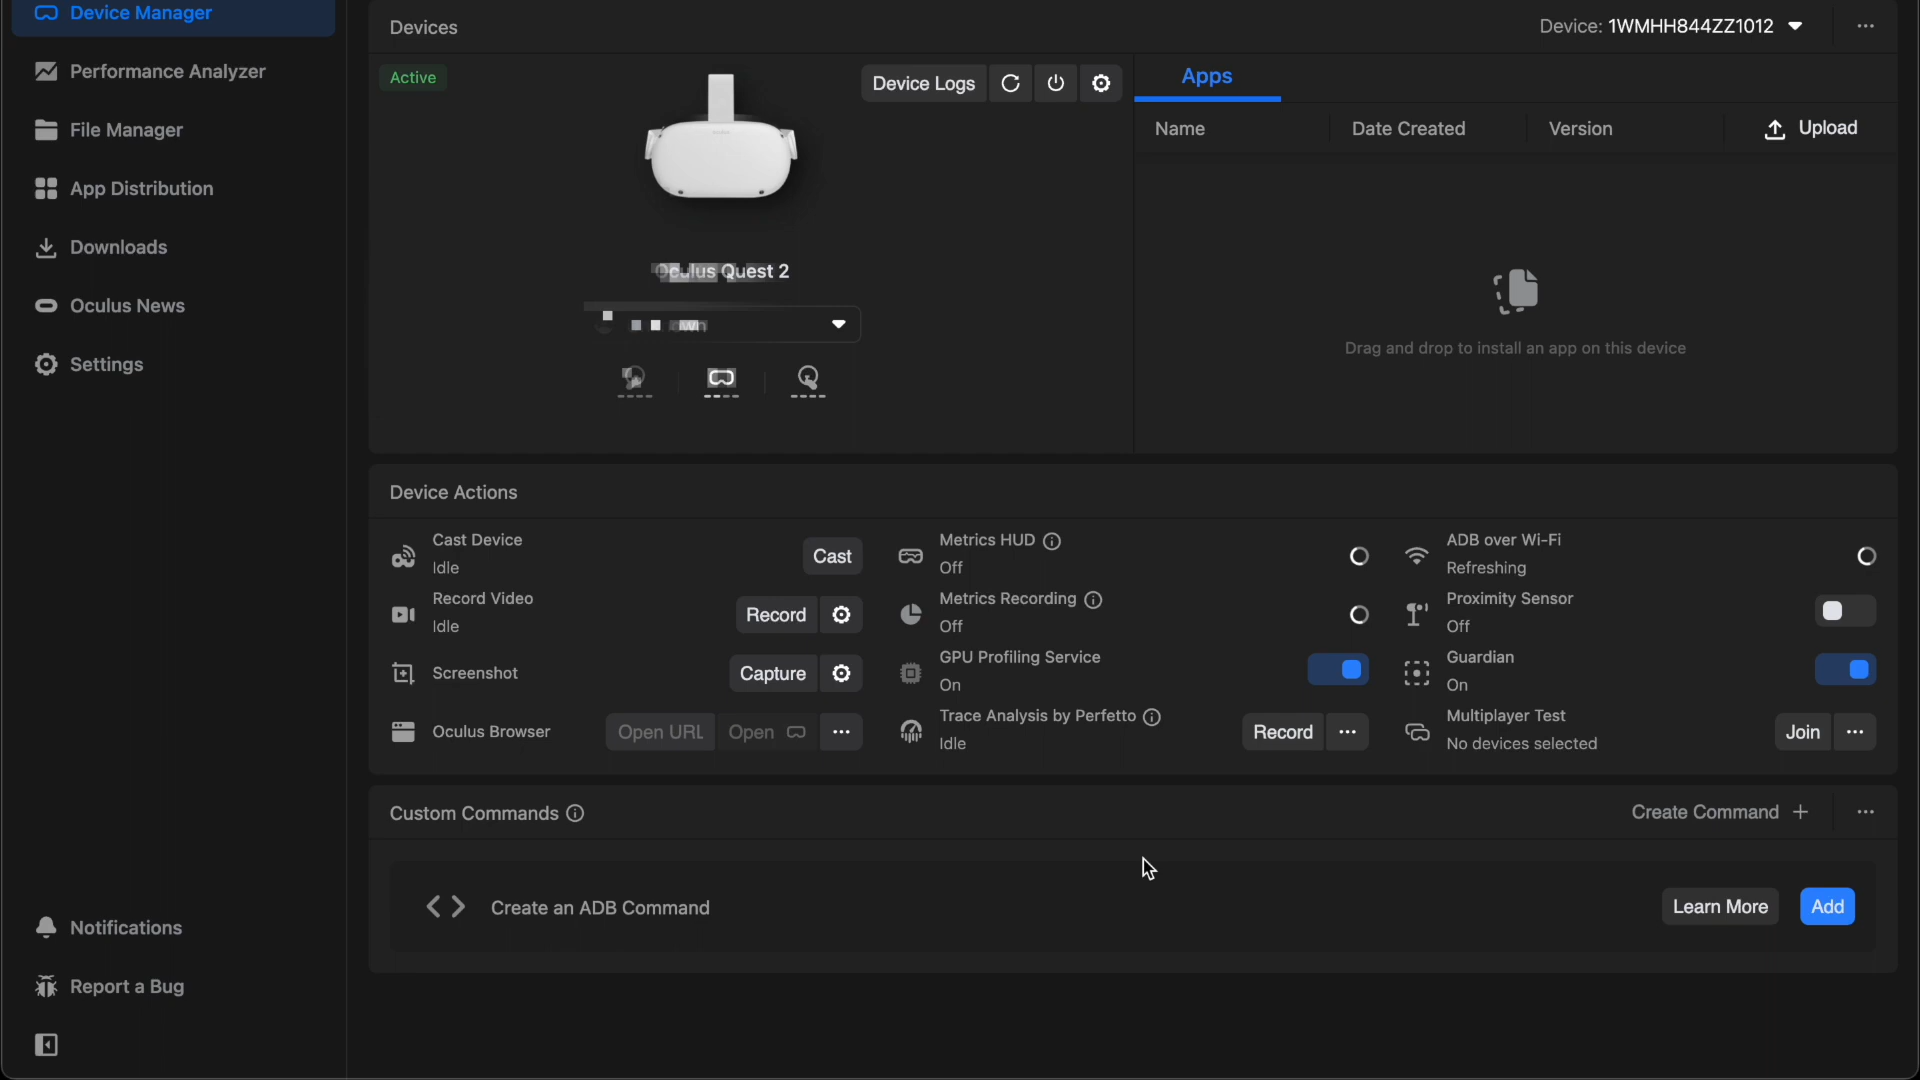 Device Manager
Performance Analyzer
File Manager
App Distribution
Downloads
Oculus News
Settings
Notifications
Report a Bug
Devices
Device: 1WMHH844ZZ1012
Active
Device Logs
Oculus Quest 2
Apps
Name
Date Created
Version
Upload
Drag and drop to install an app on this device
Device Actions
Cast Device
Idle
Cast
Record Video
Idle
Record
Screenshot
Capture
Oculus Browser
Open URL
Open
Metrics HUD
Off
Metrics Recording
Off
GPU Profiling Service
On
Trace Analysis by Perfetto
Idle
Record
ADB over Wi-Fi
Refreshing
Proximity Sensor
Off
Guardian
On
Multiplayer Test
No devices selected
Join
Custom Commands
Create Command
Create an ADB Command
Learn More
Add